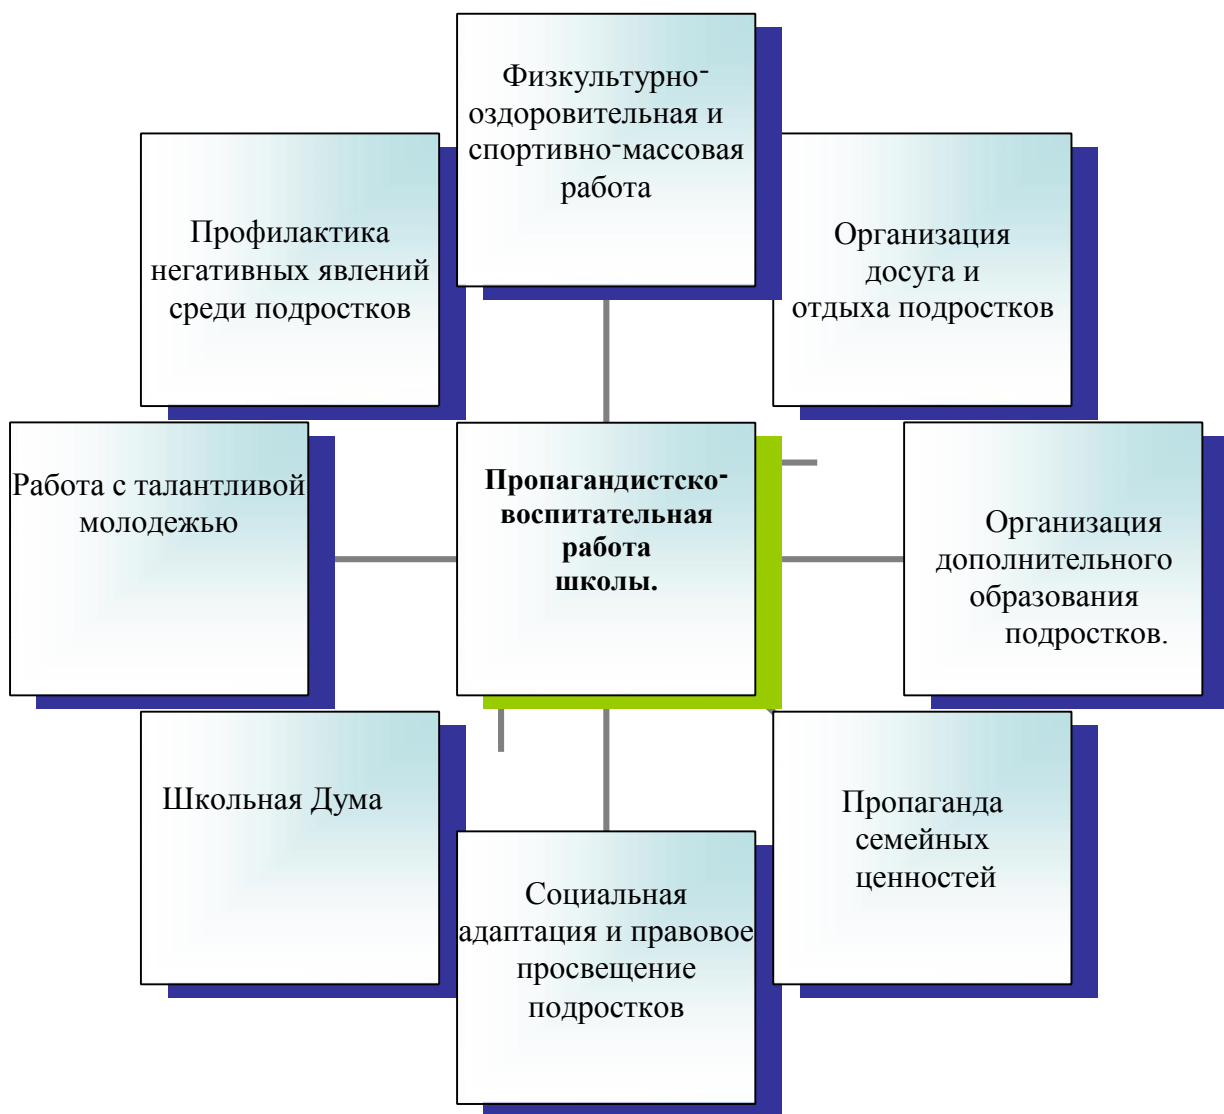 Физкультурно-
оздоровительная и
спортивно-массовая
работа
Профилактика
негативных явлений
среди подростков
Организация
досуга и
отдыха подростков
Работа с талантливой
молодежью
Пропагандистско-
воспитательная
работа
школы.
Организация
дополнительного
образования
подростков.
Школьная Дума
Пропаганда
семейных
ценностей
Социальная
адаптация и правовое
просвещение
подростков